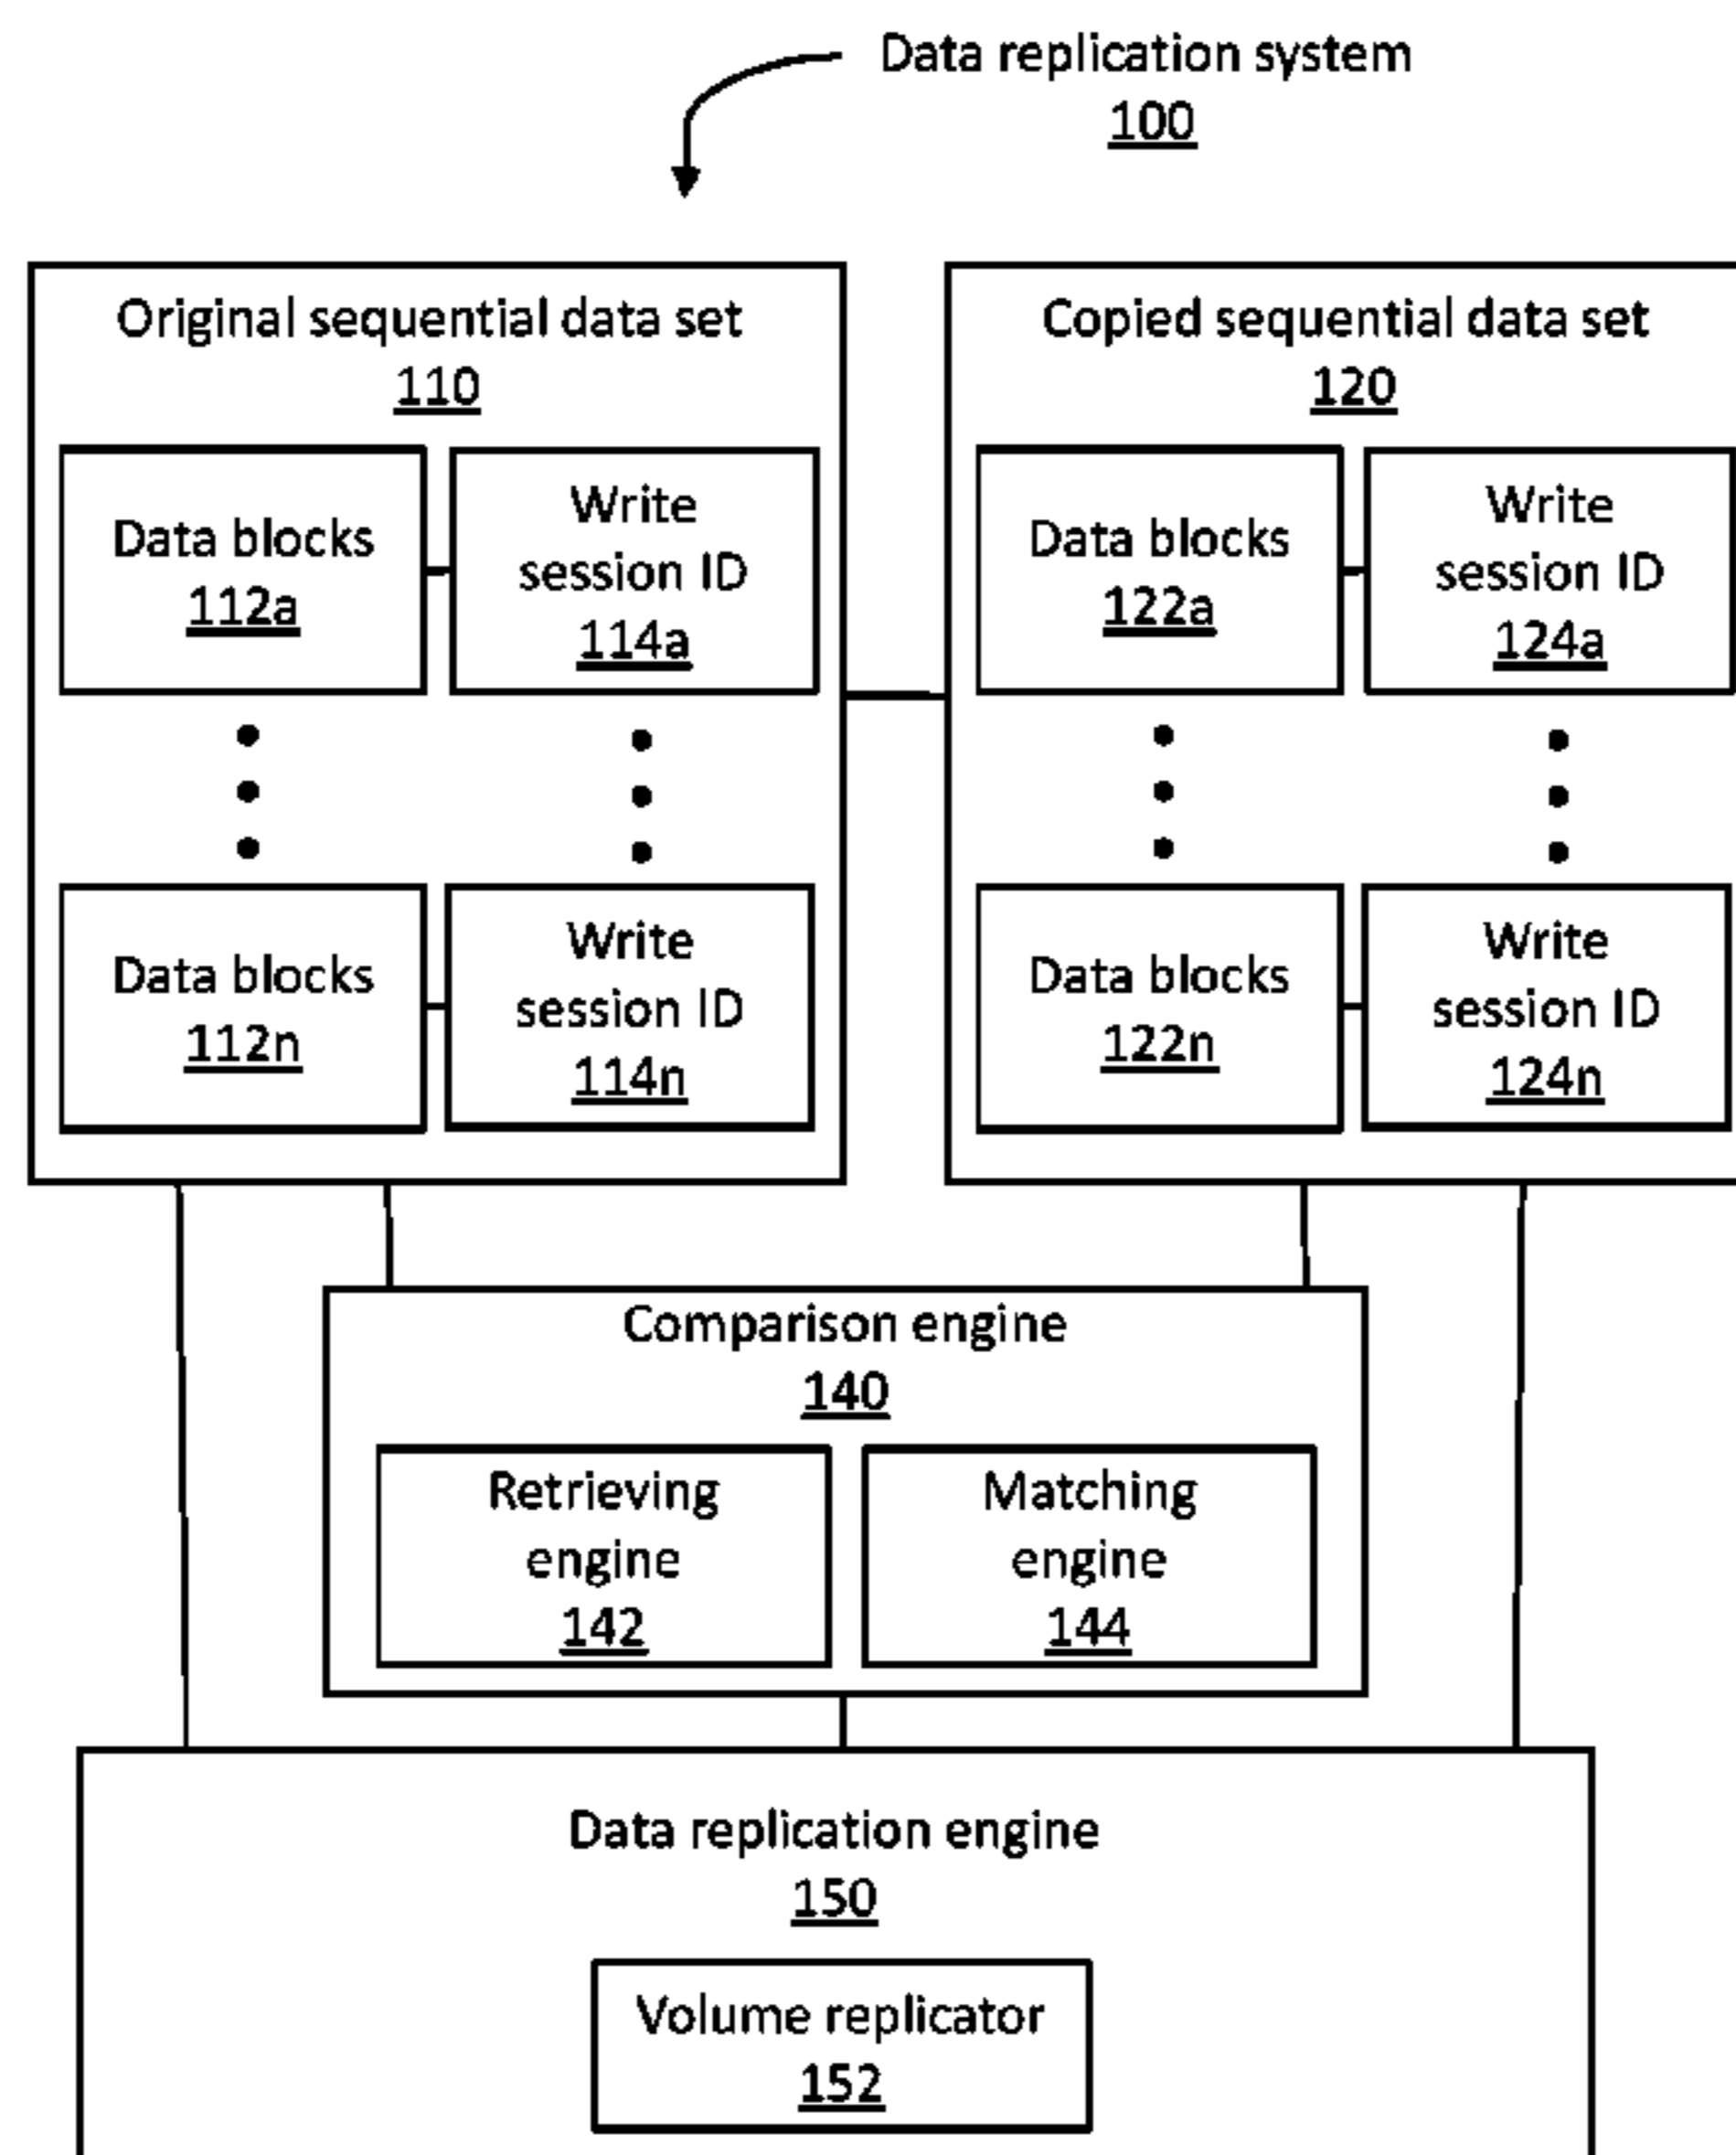 Data replication system
100
Original sequential data set
110
Data blocks
112a
Write
session ID
114a
Data blocks
112n
Write
session ID
114n
Copied sequential data set
120
Data blocks
122a
Write
session ID
124a
Data blocks
122n
Write
session ID
124n
Comparison engine
140
Retrieving
engine
142
Matching
engine
144
Data replication engine
150
Volume replicator
152